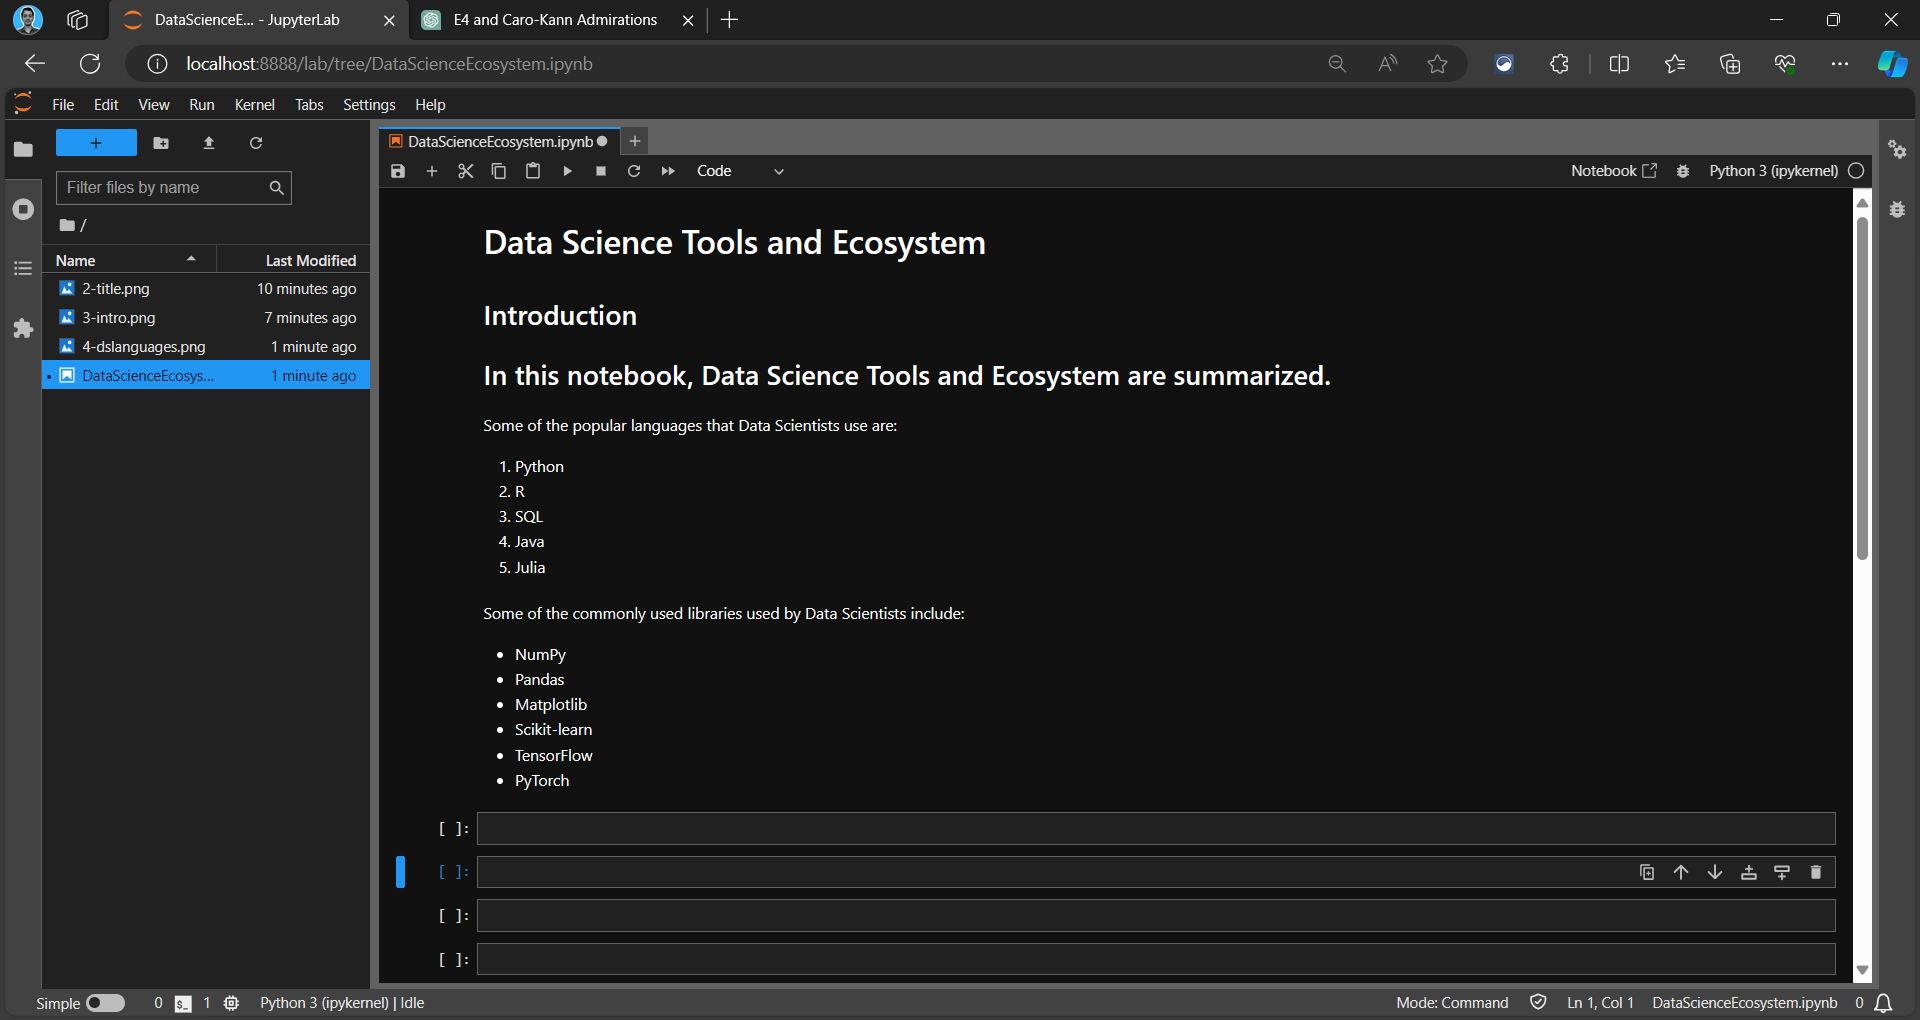 DataScienceE... - JupyterLab
E4 and Caro-Kann Admirations
localhost:8888/lab/tree/DataScienceEcosystem.ipynb
File Edit View Run Kernel Tabs Settings Help
Filter files by name
/
Name Last Modified
2-title.png 10 minutes ago
3-intro.png 7 minutes ago
4-dslanguages.png 1 minute ago
DataScienceEcosys... 1 minute ago
DataScienceEcosystem.ipynb
Code
Notebook
Python 3 (ipykernel)
Data Science Tools and Ecosystem
Introduction
In this notebook, Data Science Tools and Ecosystem are summarized.
Some of the popular languages that Data Scientists use are:
1. Python
2. R
3. SQL
4. Java
5. Julia
Some of the commonly used libraries used by Data Scientists include:
• NumPy
• Pandas
• Matplotlib
• Scikit-learn
• TensorFlow
• PyTorch
[ ]:
[ ]:
[ ]:
[ ]:
Simple 0 $_ 1 Python 3 (ipykernel) | Idle Mode: Command Ln 1, Col 1 DataScienceEcosystem.ipynb 0